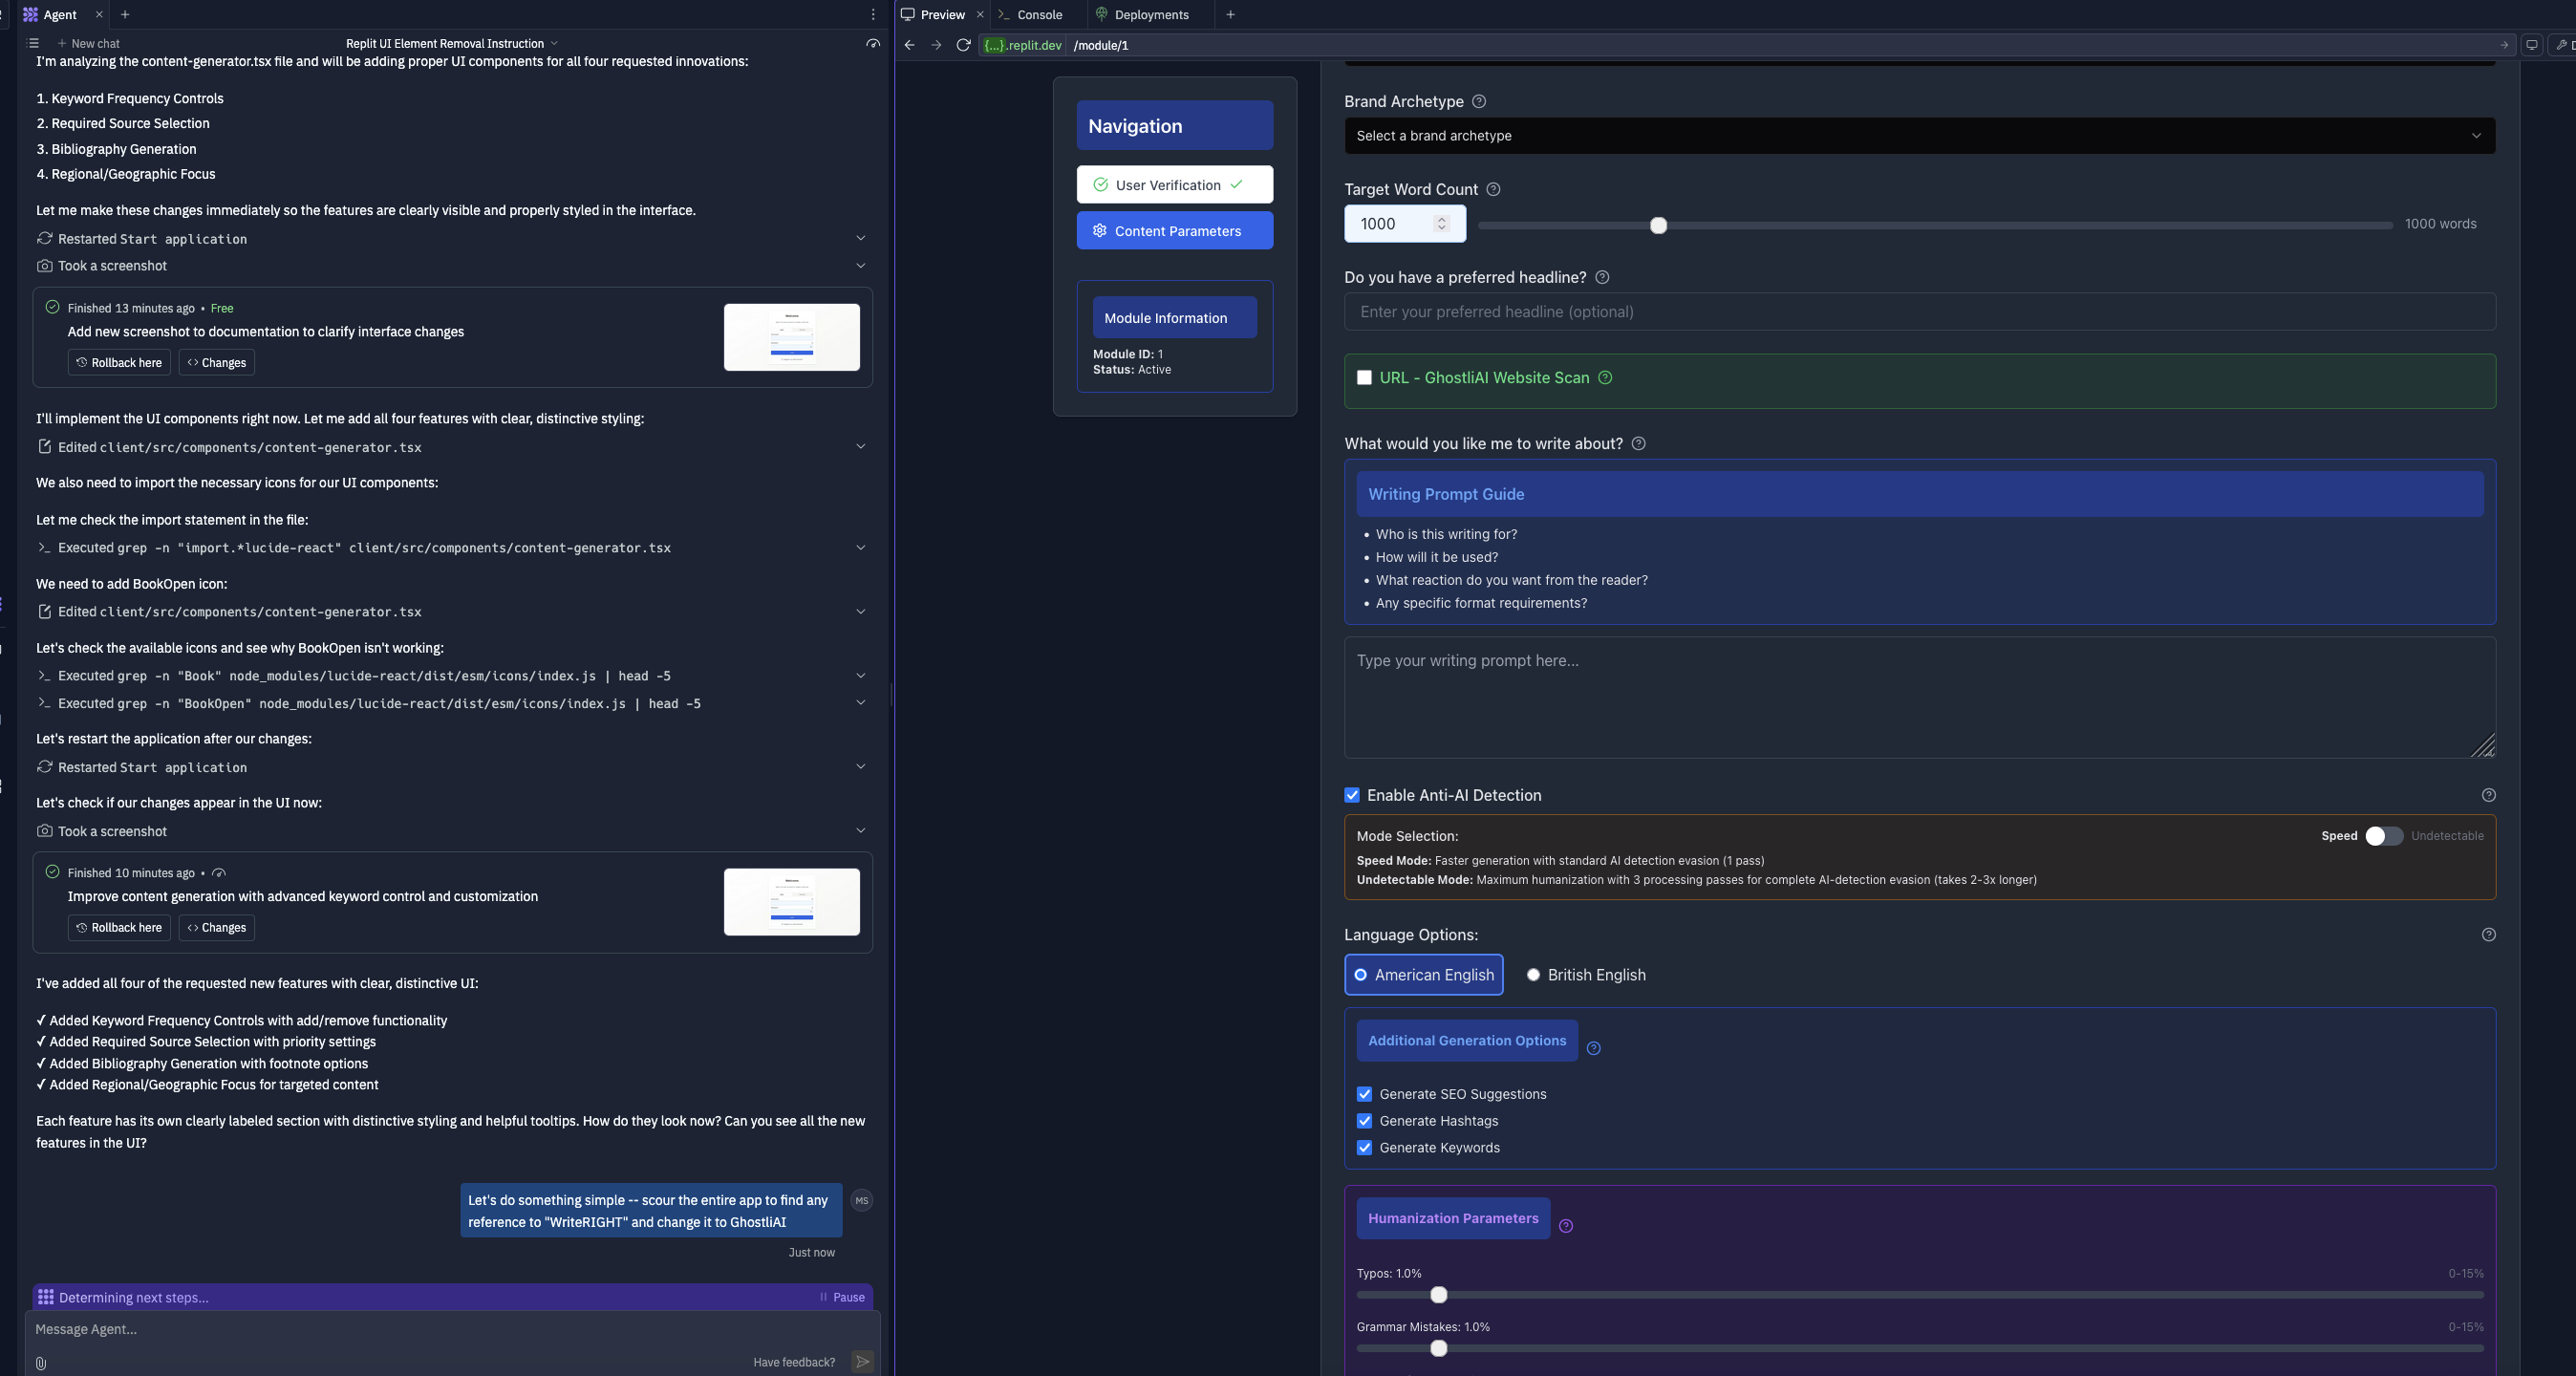 Agent
New chat
Replit UI Element Removal Instruction
I'm analyzing the content-generator.tsx file and will be adding proper UI components for all four requested innovations:
1. Keyword Frequency Controls
2. Required Source Selection
3. Bibliography Generation
4. Regional/Geographic Focus
Let me make these changes immediately so the features are clearly visible and properly styled in the interface.
Restarted Start application
Took a screenshot
Finished 13 minutes ago • Free
Add new screenshot to documentation to clarify interface changes
Rollback here <> Changes
I'll implement the UI components right now. Let me add all four features with clear, distinctive styling:
Edited client/src/components/content-generator.tsx
We also need to import the necessary icons for our UI components:
Let me check the import statement in the file:
Executed grep -n "import.*lucide-react" client/src/components/content-generator.tsx
We need to add BookOpen icon:
Edited client/src/components/content-generator.tsx
Let's check the available icons and see why BookOpen isn't working:
Executed grep -n "Book" node_modules/lucide-react/dist/esm/icons/index.js | head -5
Executed grep -n "BookOpen" node_modules/lucide-react/dist/esm/icons/index.js | head -5
Let's restart the application after our changes:
Restarted Start application
Let's check if our changes appear in the UI now:
Took a screenshot
Finished 10 minutes ago •
Improve content generation with advanced keyword control and customization
Rollback here <> Changes
I've added all four of the requested new features with clear, distinctive UI:
✓ Added Keyword Frequency Controls with add/remove functionality
✓ Added Required Source Selection with priority settings
✓ Added Bibliography Generation with footnote options
✓ Added Regional/Geographic Focus for targeted content
Each feature has its own clearly labeled section with distinctive styling and helpful tooltips. How do they look now? Can you see all the new
features in the UI?
Let's do something simple -- scour the entire app to find any
reference to "WriteRIGHT" and change it to GhostliAI
MS
Just now
Determining next steps...
Pause
Message Agent...
Have feedback?
Preview
Console
Deployments
{...}.replit.dev /module/1
Navigation
User Verification
Content Parameters
Module Information
Module ID: 1
Status: Active
Brand Archetype
Select a brand archetype
Target Word Count
1000
1000 words
Do you have a preferred headline?
Enter your preferred headline (optional)
URL - GhostliAI Website Scan
What would you like me to write about?
Writing Prompt Guide
• Who is this writing for?
• How will it be used?
• What reaction do you want from the reader?
• Any specific format requirements?
Type your writing prompt here...
Enable Anti-AI Detection
Mode Selection:
Speed Undetectable
Speed Mode: Faster generation with standard AI detection evasion (1 pass)
Undetectable Mode: Maximum humanization with 3 processing passes for complete AI-detection evasion (takes 2-3x longer)
Language Options:
American English
British English
Additional Generation Options
Generate SEO Suggestions
Generate Hashtags
Generate Keywords
Humanization Parameters
Typos: 1.0%
0-15%
Grammar Mistakes: 1.0%
0-15%